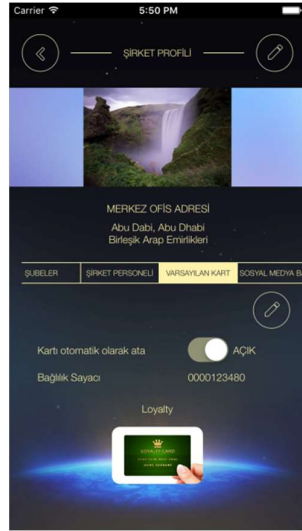 Carrier 5:50 PM
ŞİRKET PROFİLİ
MERKEZ OFİS ADRESİ
Abu Dabi, Abu Dhabi
Birleşik Arap Emirlikleri
ŞUBELER ŞİRKET PERSONELİ VARSAYILAN KART SOSYAL MEDYA B
Kartı otomatik olarak ata AÇIK
Bağlılık Sayacı 0000123480
Loyalty
LOYALTY CARD